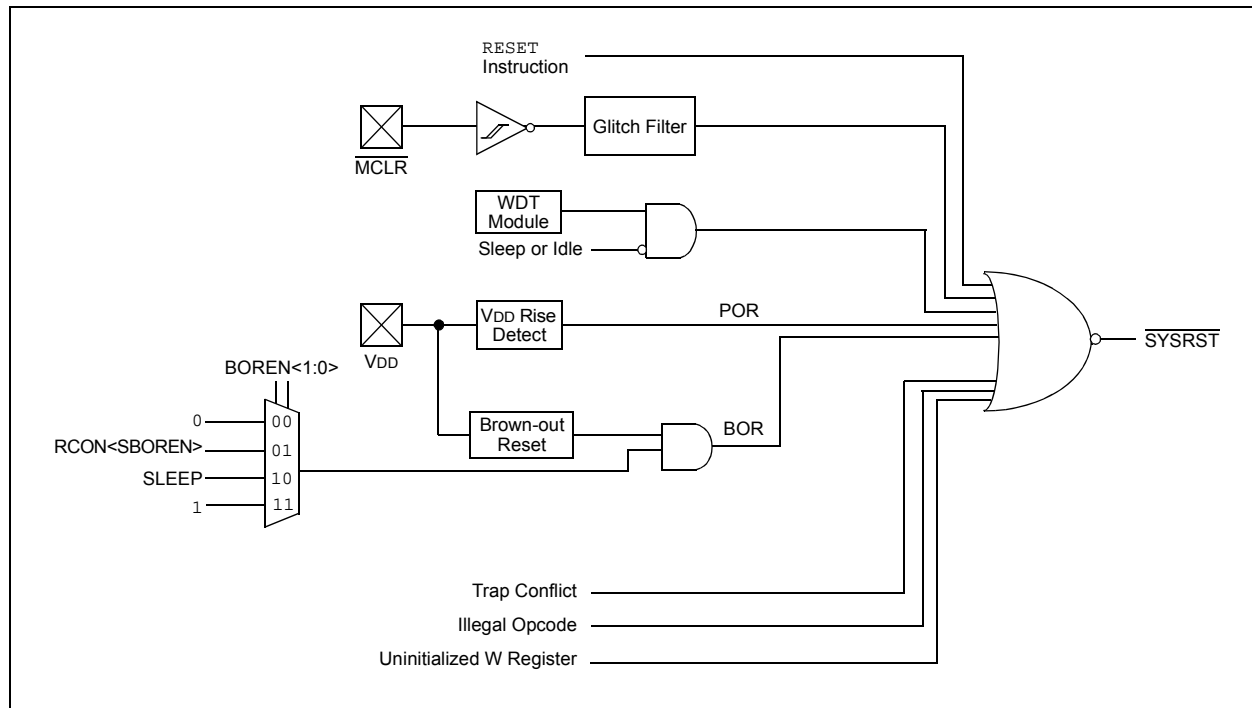 RESET
Instruction
MCLR
Glitch Filter
WDT
Module
Sleep or Idle
VDD
VDD Rise
Detect
POR
SYSRST
BOREN<1:0>
0
00
RCON<SBOREN>
01
SLEEP
10
1
11
Brown-out
Reset
BOR
Trap Conflict
Illegal Opcode
Uninitialized W Register